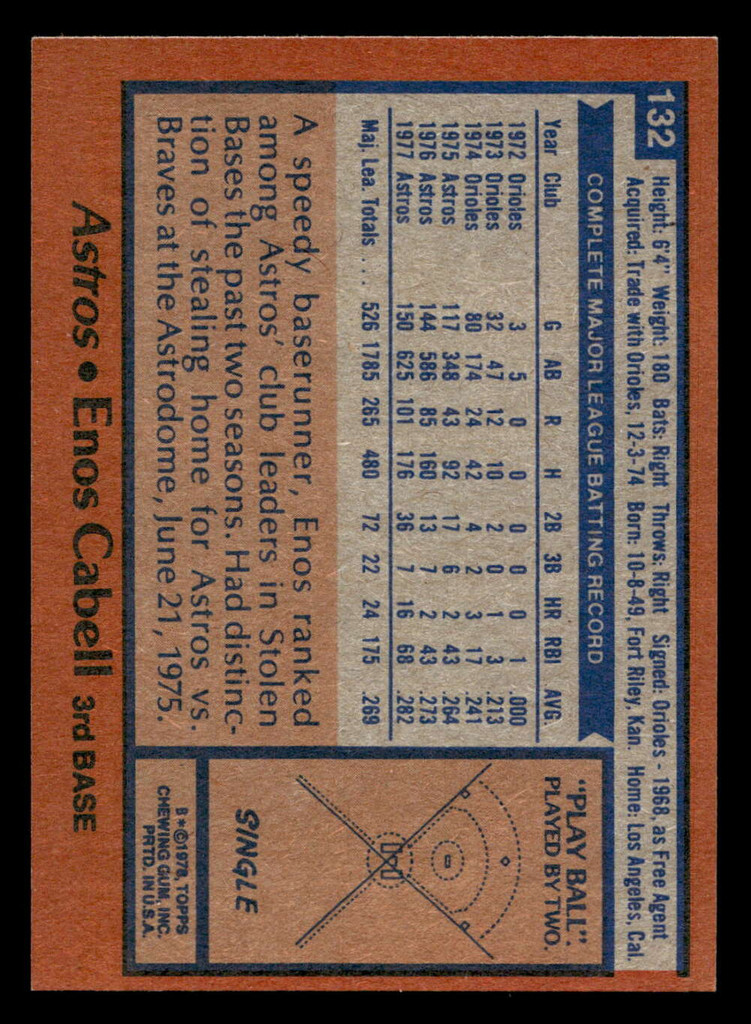 132
Height: 6'4" Weight: 180 Bats: Right Throws: Right Signed: Orioles - 1968, as Free Agent
Acquired: Trade with Orioles, 12-3-74 Born: 10-8-49, Fort Riley, Kan. Home: Los Angeles, Cal.
COMPLETE MAJOR LEAGUE BATTING RECORD
Year Club G AB R H 2B 3B HR RBI AVG.
1972 Orioles 3 5 0 0 0 0 0 1 .000
1973 Orioles 32 47 12 10 2 0 1 3 .213
1974 Orioles 80 174 24 42 4 2 3 17 .241
1975 Astros 117 348 43 92 17 6 2 43 .264
1976 Astros 144 586 85 160 13 7 2 43 .273
1977 Astros 150 625 101 176 36 7 16 68 .282
Maj. Lea. Totals . . . 526 1785 265 480 72 22 24 175 .269
A speedy baserunner, Enos ranked
among Astros' club leaders in Stolen
Bases the past two seasons. Had distinc-
tion of stealing home for Astros vs.
Braves at the Astrodome, June 21, 1975.
"PLAY BALL".
PLAYED BY TWO.
SINGLE
B*©1978, TOPPS
CHEWING GUM, INC.
PRTD. IN U.S.A.
Astros • Enos Cabell 3rd BASE